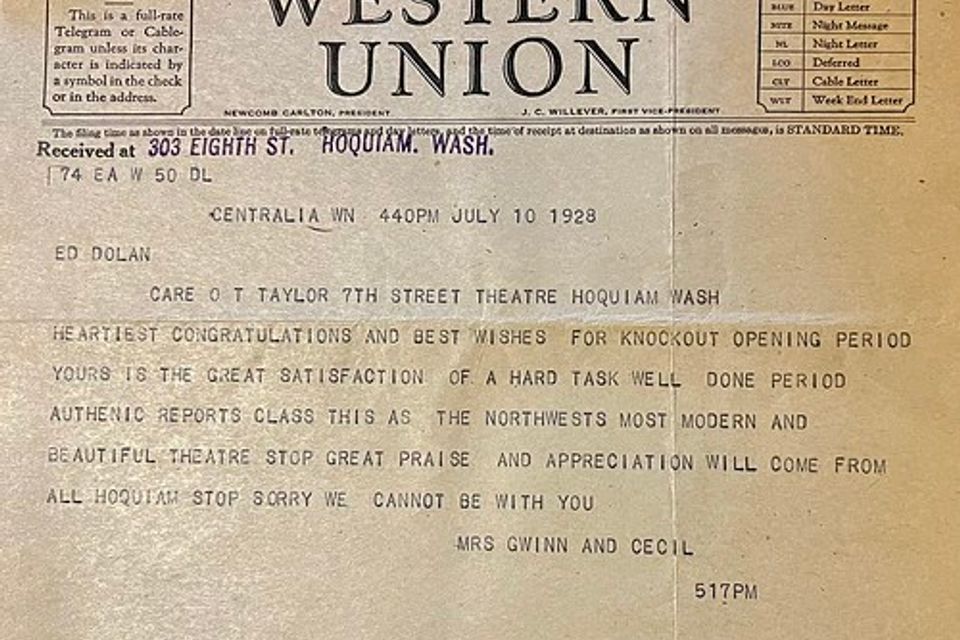 This is a full-rate
Telegram or Cable-
gram unless its char-
acter is indicated by
a symbol in the check
or in the address.
WESTERN
UNION
NEWCOMB CARLTON, PRESIDENT
J. C. WILLEVER, FIRST VICE-PRESIDENT
BLUE Day Letter
NITE Night Message
NL Night Letter
LCO Deferred
CLT Cable Letter
WLT Week End Letter
The filing time as shown in the date line on full-rate telegrams and day letters, and the time of receipt at destination as shown on all messages, is STANDARD TIME.
Received at 303 EIGHTH ST. HOQUIAM. WASH.
174 EA W 50 DL
CENTRALIA WN 440PM JULY 10 1928
ED DOLAN
CARE O T TAYLOR 7TH STREET THEATRE HOQUIAM WASH
HEARTIEST CONGRATULATIONS AND BEST WISHES FOR KNOCKOUT OPENING PERIOD
YOURS IS THE GREAT SATISFACTION OF A HARD TASK WELL DONE PERIOD
AUTHENIC REPORTS CLASS THIS AS THE NORTHWESTS MOST MODERN AND
BEAUTIFUL THEATRE STOP GREAT PRAISE AND APPRECIATION WILL COME FROM
ALL HOQUIAM STOP SORRY WE CANNOT BE WITH YOU
MRS GWINN AND CECIL
517PM